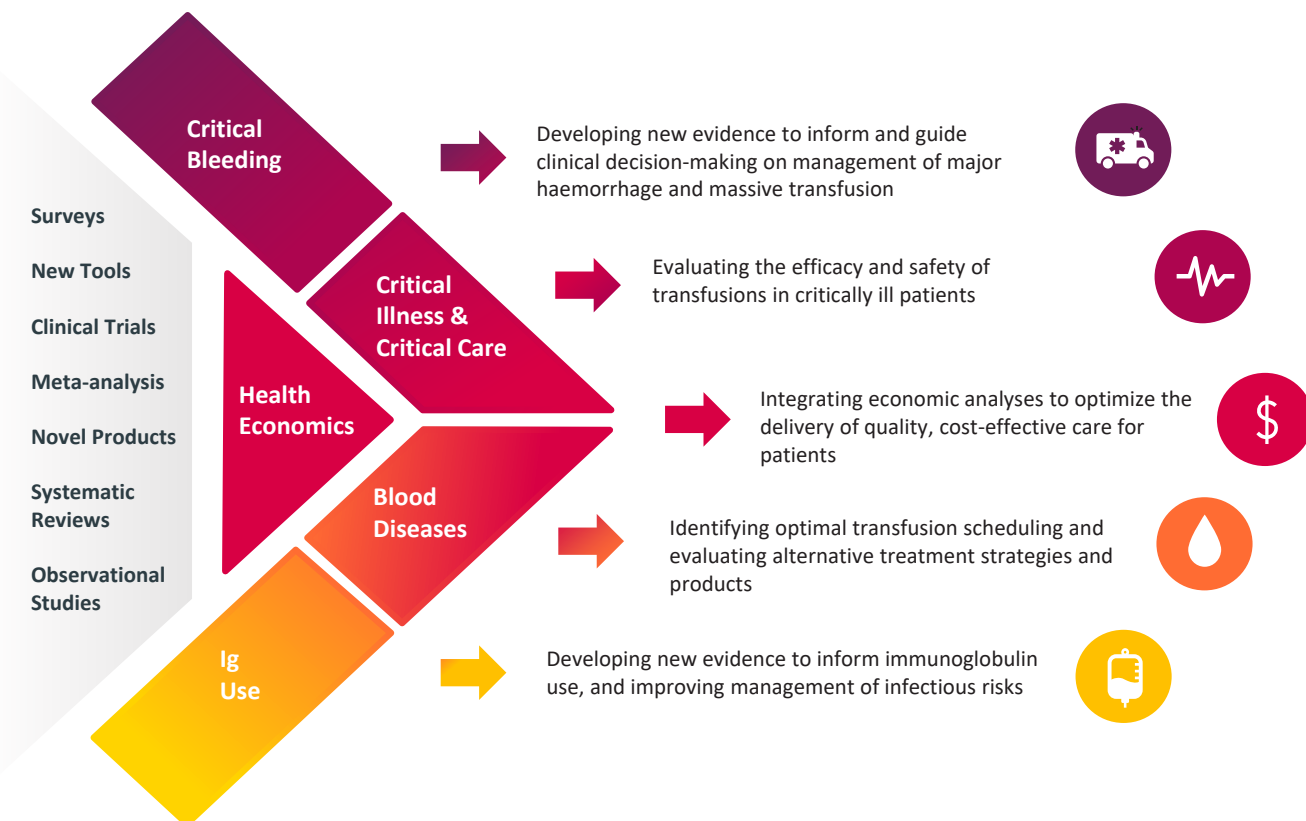 Surveys
New Tools
Clinical Trials
Meta-analysis
Novel Products
Systematic
Reviews
Observational
Studies
Critical
Bleeding
Developing new evidence to inform and guide
clinical decision-making on management of major
haemorrhage and massive transfusion
Critical
Illness &
Critical Care
Evaluating the efficacy and safety of
transfusions in critically ill patients
Health
Economics
Integrating economic analyses to optimize the
delivery of quality, cost-effective care for
patients
$
Blood
Diseases
Identifying optimal transfusion scheduling and
evaluating alternative treatment strategies and
products
Ig
Use
Developing new evidence to inform immunoglobulin
use, and improving management of infectious risks